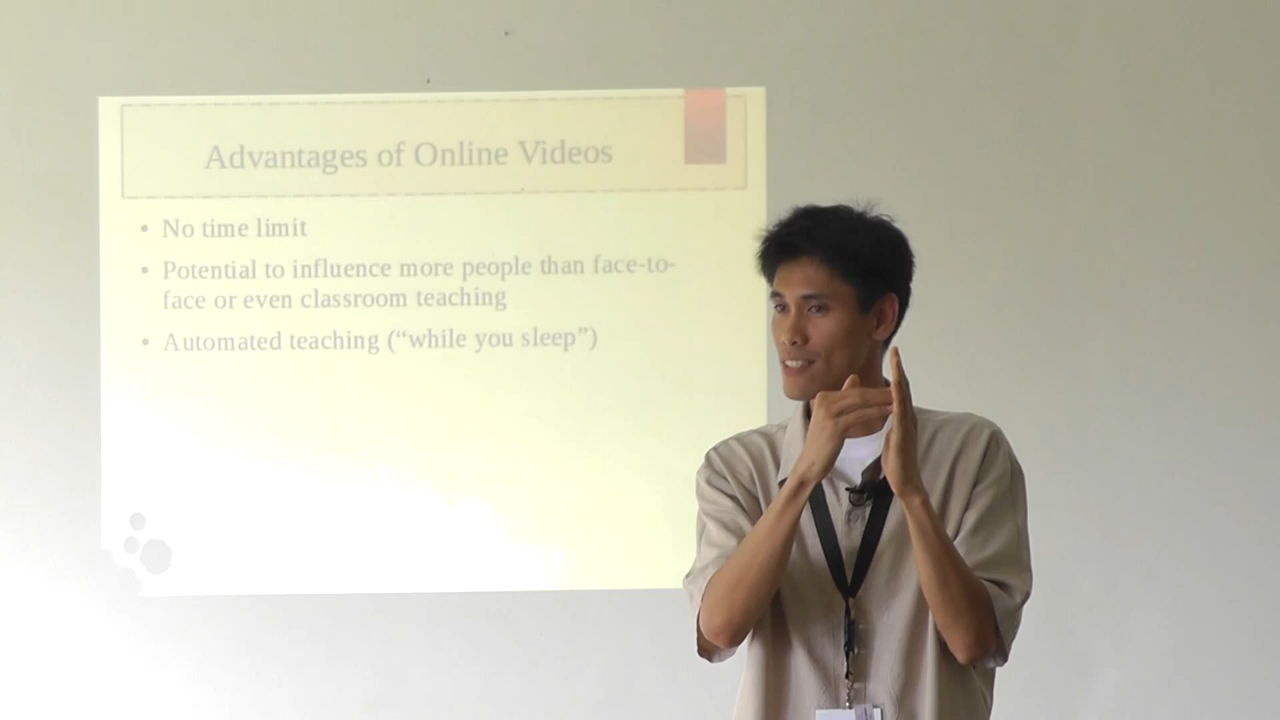 Advantages of Online Videos
• No time limit
• Potential to influence more people than face-to-
face or even classroom teaching
• Automated teaching (“while you sleep”)